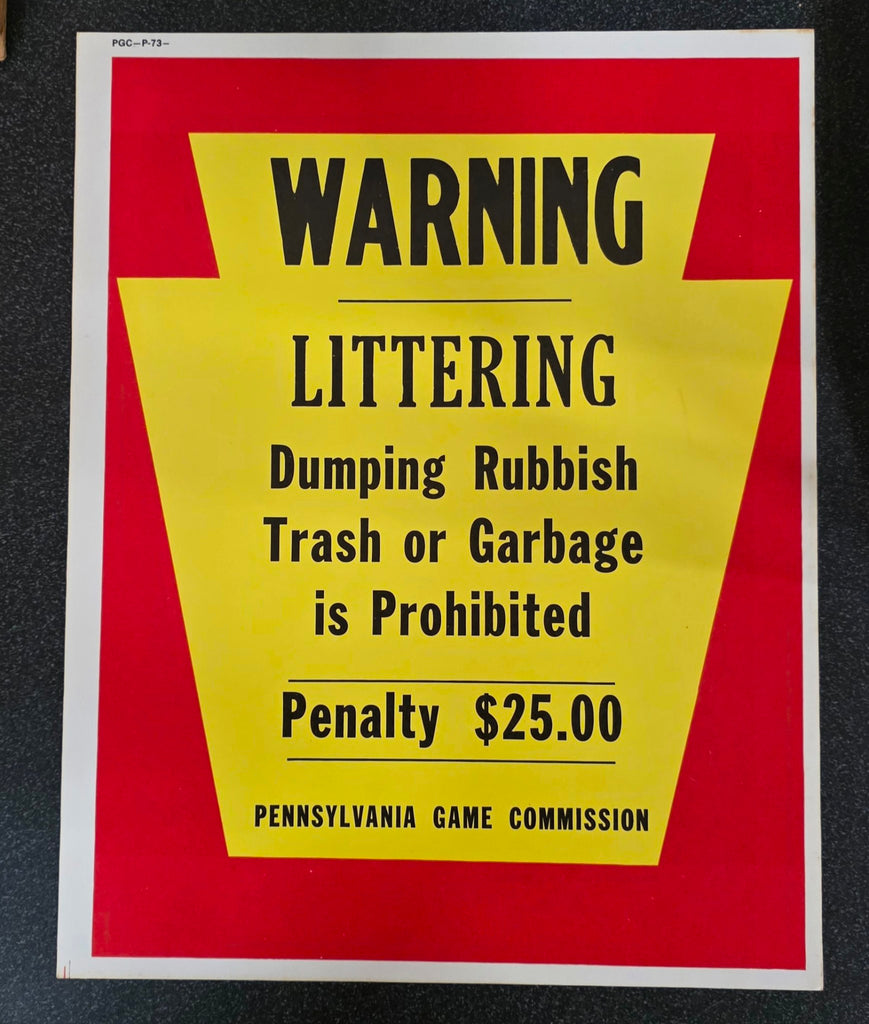 PGC—P-73—
WARNING
LITTERING
Dumping Rubbish
Trash or Garbage
is Prohibited
Penalty $25.00
PENNSYLVANIA GAME COMMISSION